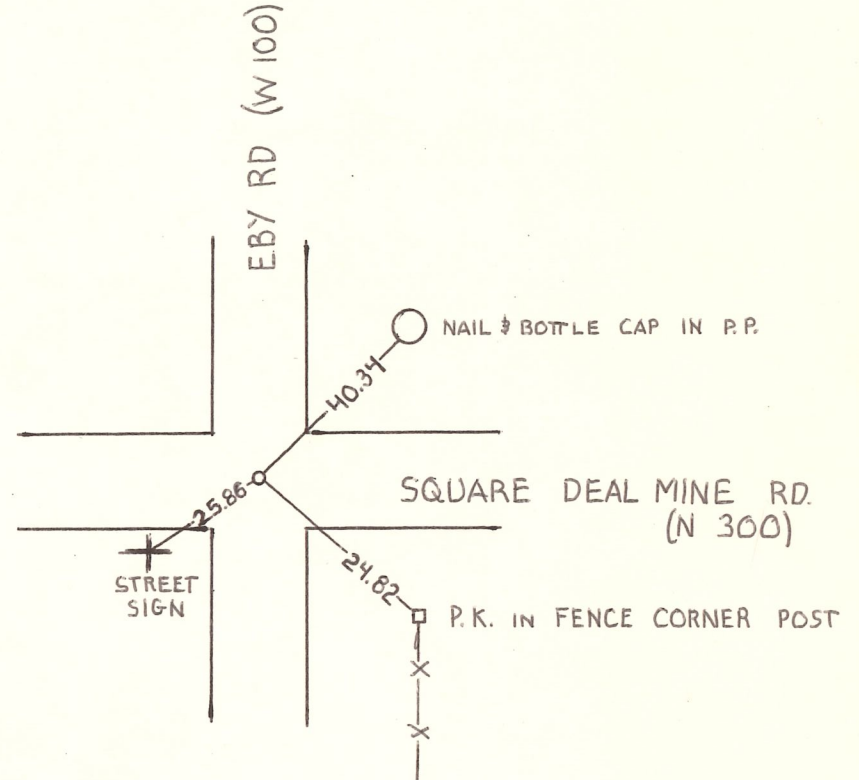 EBY RD (W 100)
NAIL & BOTTLE CAP IN P.P.
40.34
25.86
SQUARE DEAL MINE RD.
(N 300)
24.82
STREET
SIGN
P.K. IN FENCE CORNER POST